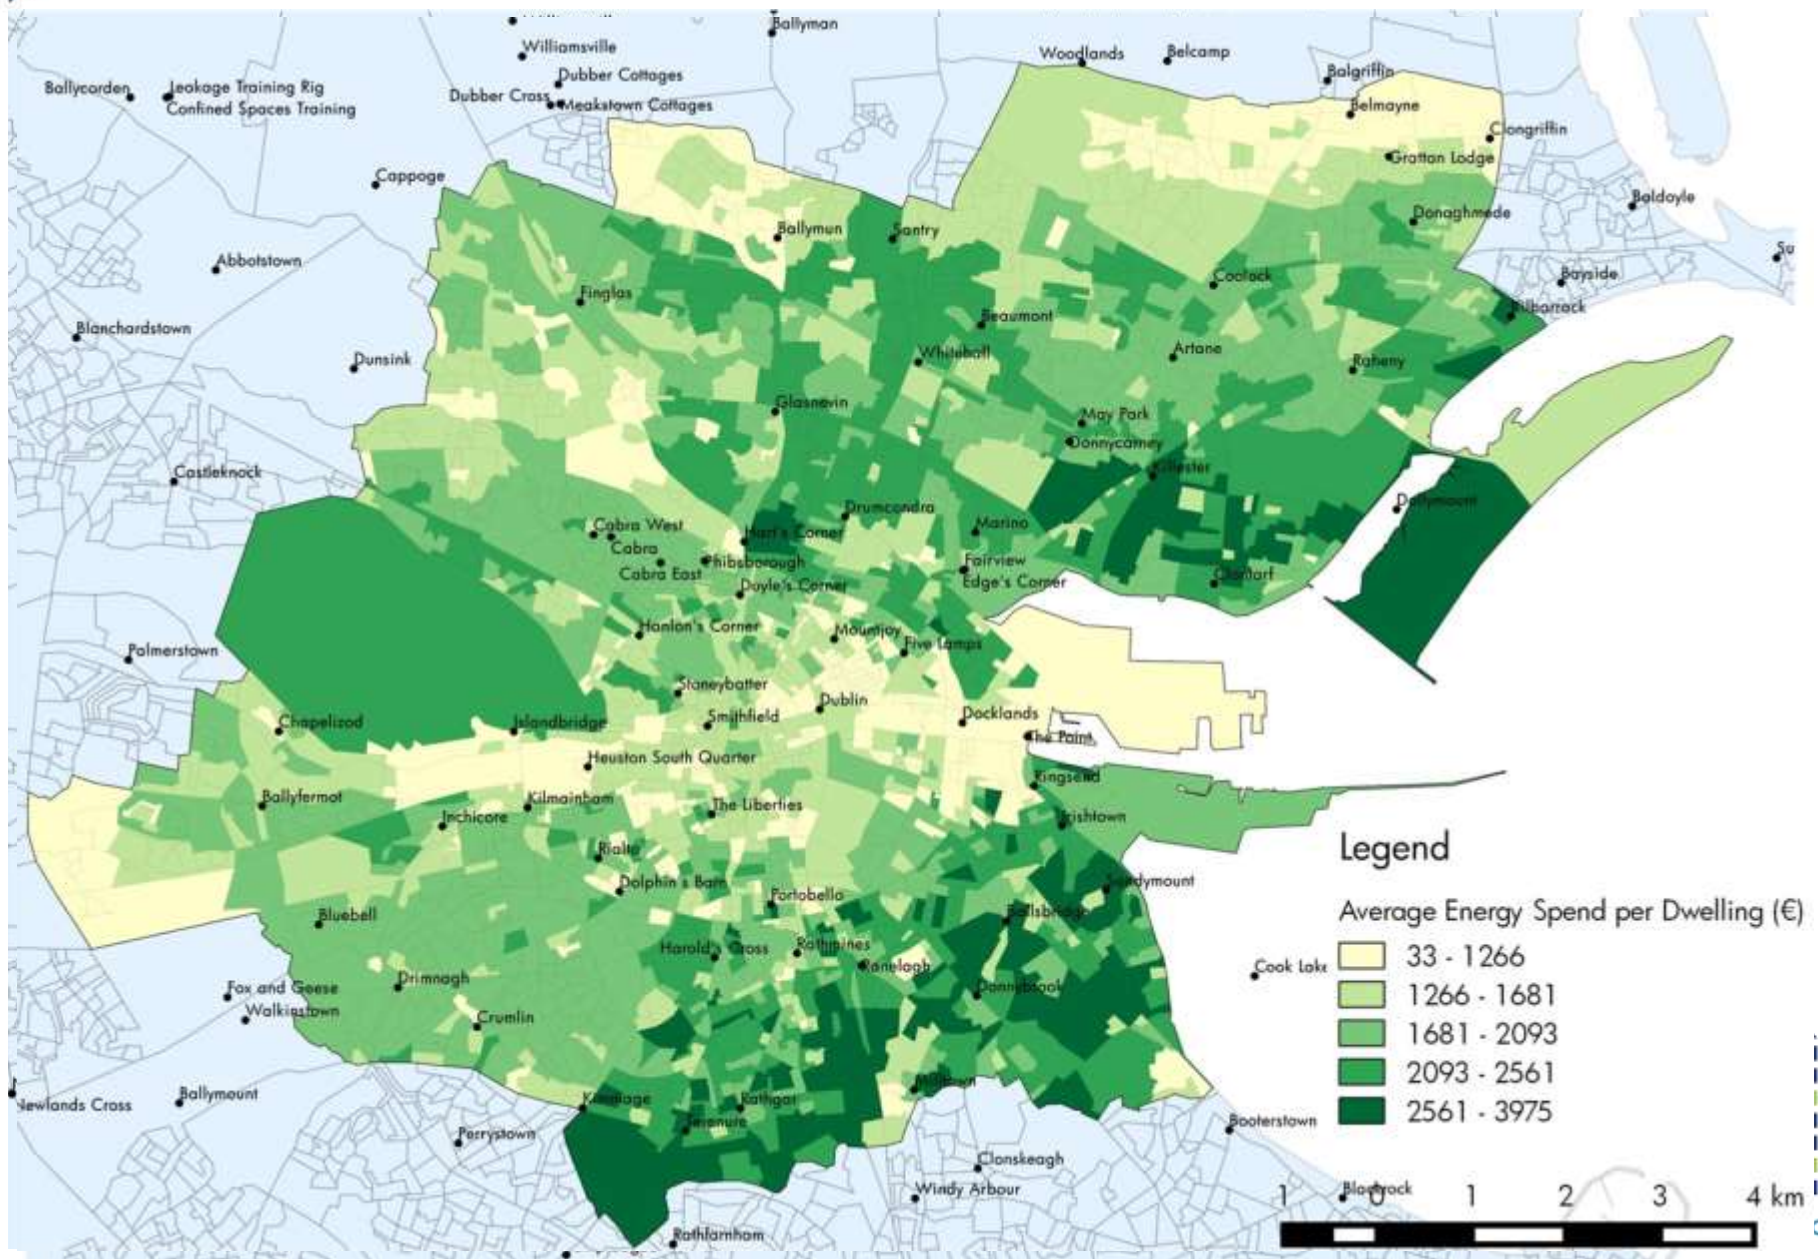 Ballyman
Williamsville
Woodlands
Belcamp
Dubber Cottages
Balgriffin
Ballycorden
Leakage Training Rig
Dubber Cross
Meakstown Cottages
Confined Spaces Training
Belmayne
Clongriffin
Grattan Lodge
Cappoge
Baldoyle
Donaghmede
Ballymun
Santry
Su
Abbotstown
Coolock
Bayside
Finglas
Kilbarrack
Beaumont
Blanchardstown
Whitehall
Artane
Dunsink
Raheny
Glasnevin
May Park
Donnycarney
Castleknock
Killester
Dollymount
Drumcondra
Cabra West
Marino
Hart's Corner
Cabra
Phibsborough
Fairview
Cabra East
Doyle's Corner
Edge's Corner
Clontarf
Hanlon's Corner
Mountjoy
Five Lamps
Palmerstown
Stoneybatter
Dublin
Chapelizod
Islandbridge
Smithfield
Docklands
The Point
Heuston South Quarter
Ringsend
Ballyfermot
Kilmainham
The Liberties
Inchicore
Irishtown
Rialto
Dolphin's Barn
Sandymount
Portobello
Bluebell
Ballsbridge
Harold's Cross
Rathmines
Ranelagh
Drimnagh
Donnybrook
Fox and Geese
Walkinstown
Crumlin
Cook Lake
Legend
Average Energy Spend per Dwelling (€)
33 - 1266
1266 - 1681
1681 - 2093
2093 - 2561
2561 - 3975
Milltown
Newlands Cross
Ballymount
Kimmage
Rathgar
Terenure
Perrystown
Booterstown
Clonskeagh
Windy Arbour
Blackrock
Rathfarnham
1 0 1 2 3 4 km